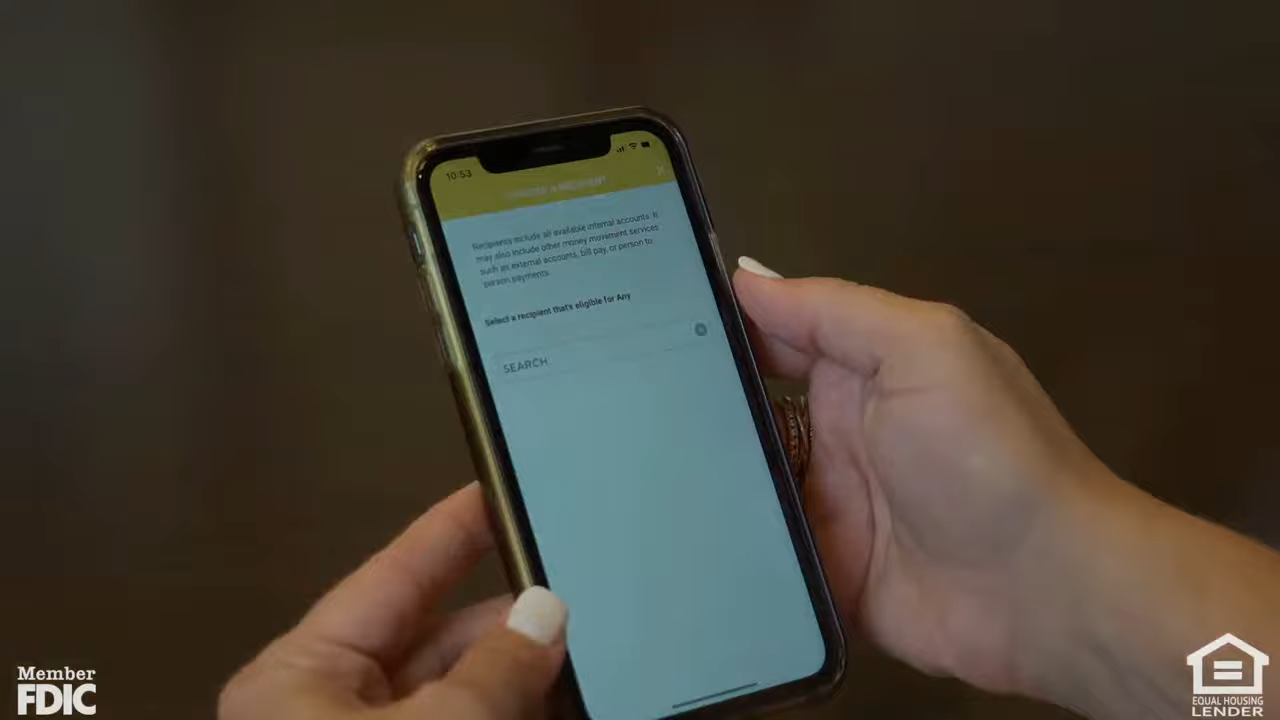 10:53
CHOOSE A RECIPIENT
Recipients include all available internal accounts. It
may also include other money movement services
such as external accounts, bill pay, or person to
person payments.
Select a recipient that's eligible for Any
SEARCH
Member
FDIC
EQUAL HOUSING
LENDER